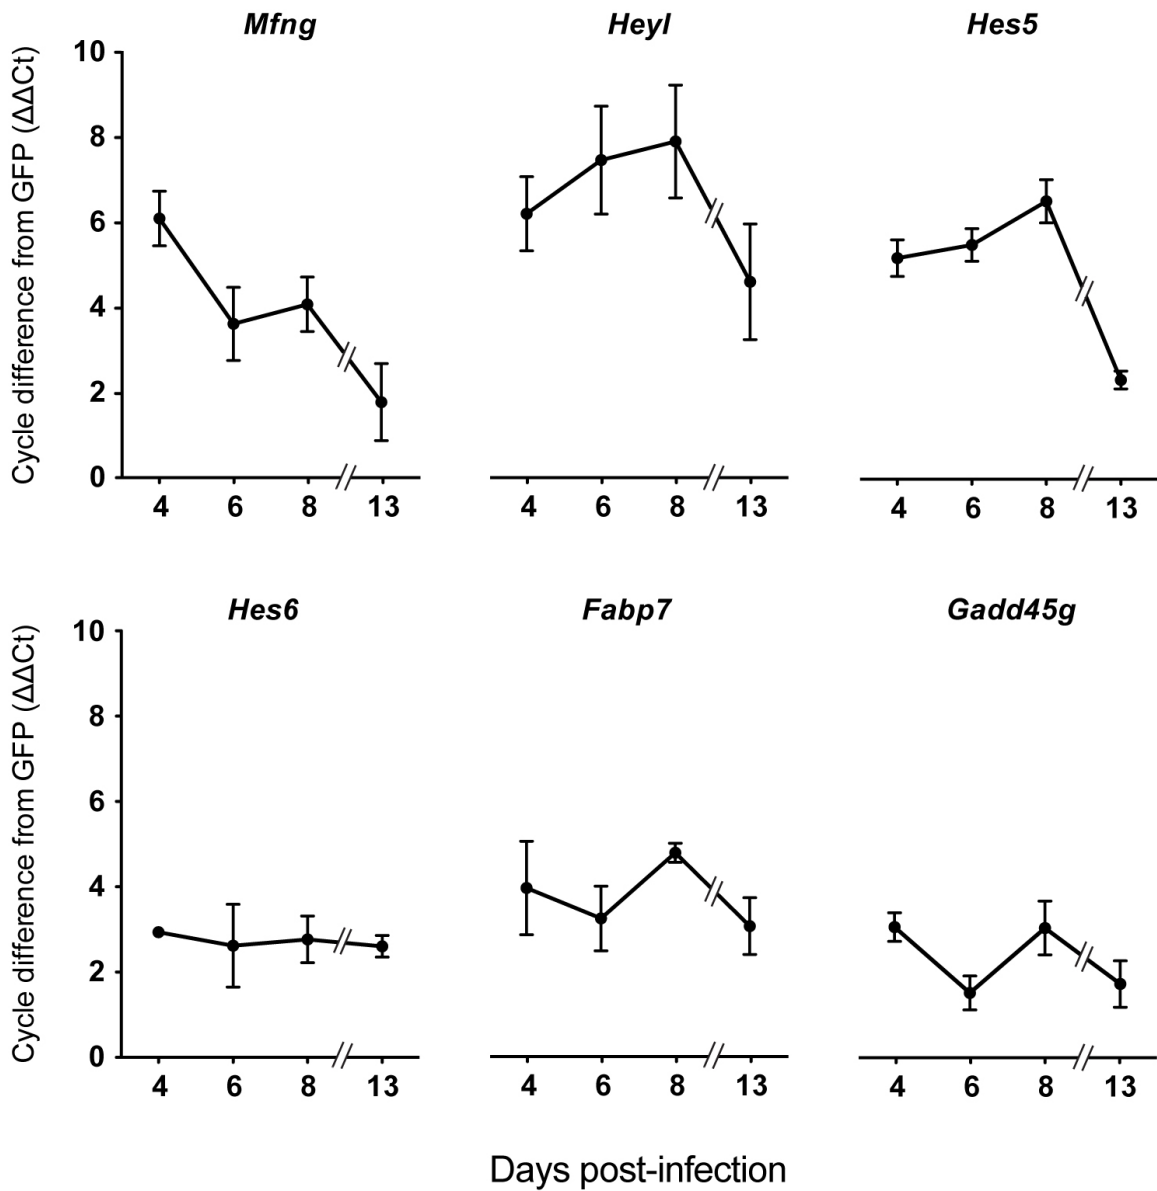 Mfng
Heyl
Hes5
Cycle difference from GFP (ΔΔCt)
10
8
6
4
2
0
4 6 8 13
4 6 8 13
4 6 8 13
Hes6
Fabp7
Gadd45g
Cycle difference from GFP (ΔΔCt)
10
8
6
4
2
0
4 6 8 13
4 6 8 13
4 6 8 13
Days post-infection